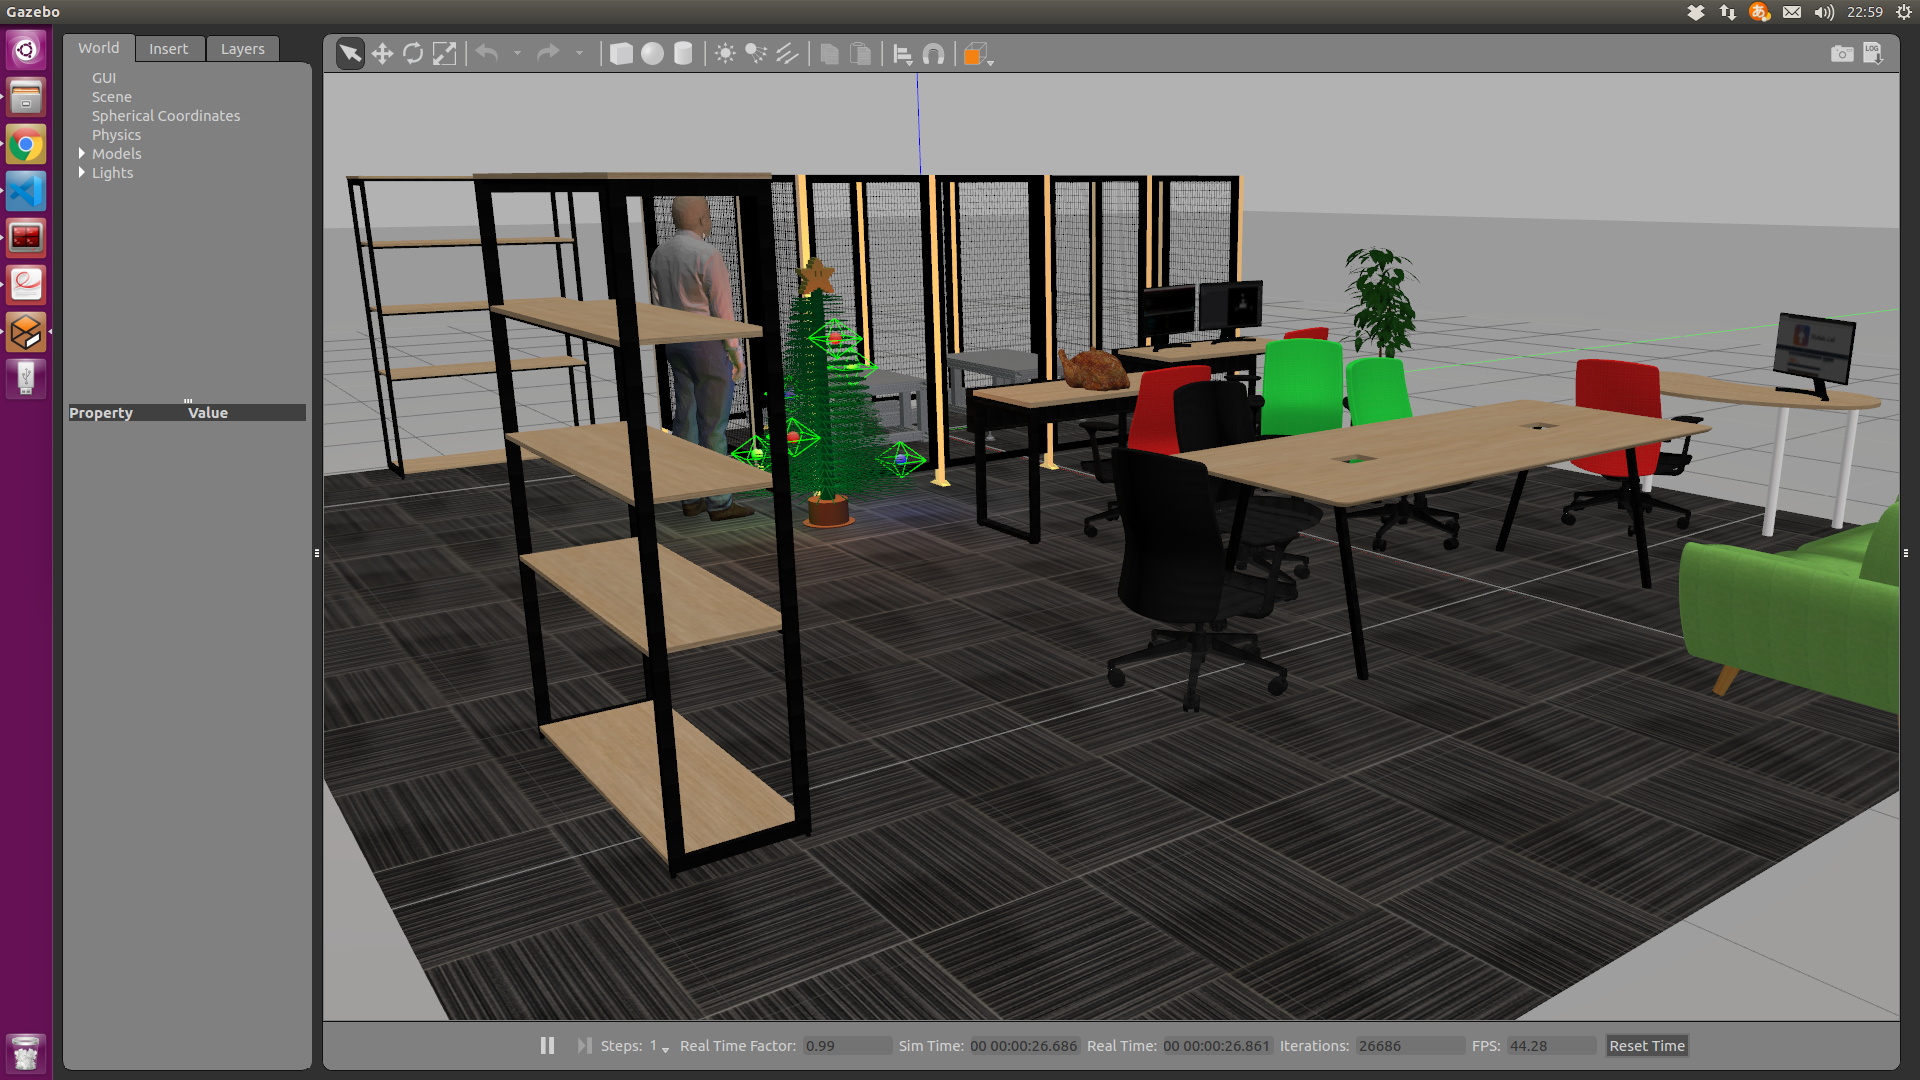 Gazebo
あ
22:59
World Insert Layers
LOG
GUI
Scene
Spherical Coordinates
Physics
Models
Lights
Property Value
Steps: 1 Real Time Factor: 0.99 Sim Time: 00 00:00:26.686 Real Time: 00 00:00:26.861 Iterations: 26686 FPS: 44.28 Reset Time